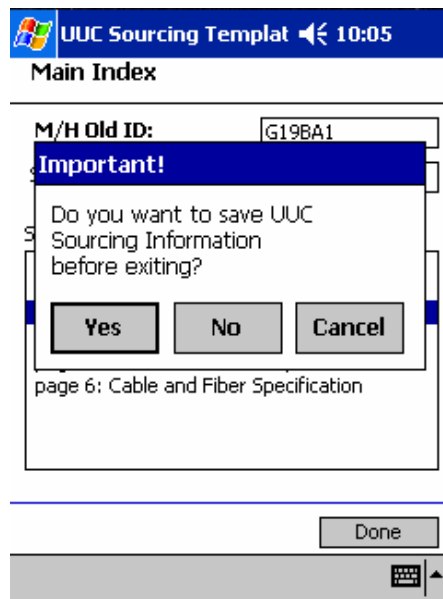 UUC Sourcing Templat 10:05
Main Index
M/H Old ID: G19BA1
Important!
Do you want to save UUC
Sourcing Information
before exiting?
Yes No Cancel
page 6: Cable and Fiber Specification
Done